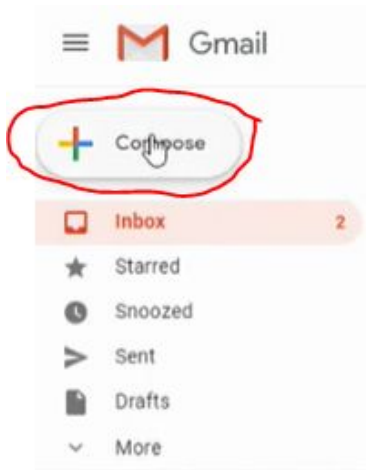 Gmail
Compose
Inbox 2
Starred
Snoozed
Sent
Drafts
More